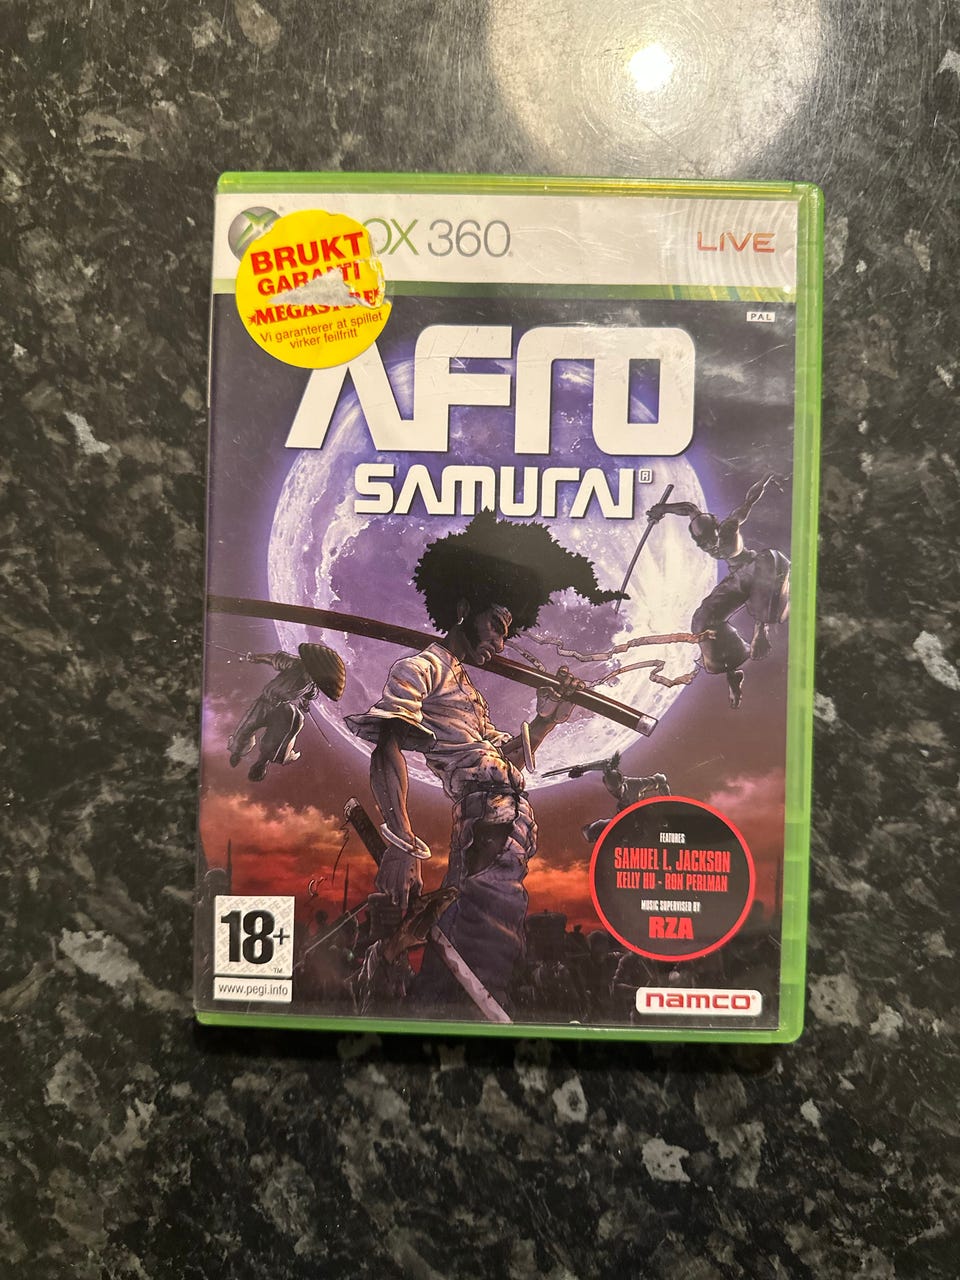 XBOX 360
LIVE
BRUKT
GARANTI
*MEGASTORE*
Vi garanterer at spillet
virker feilfritt
PAL
AFRO
SAMURAI®
FEATURES
SAMUEL L. JACKSON
KELLY HU - RON PERLMAN
MUSIC SUPERVISED BY
RZA
18+
TM
www.pegi.info
namco®